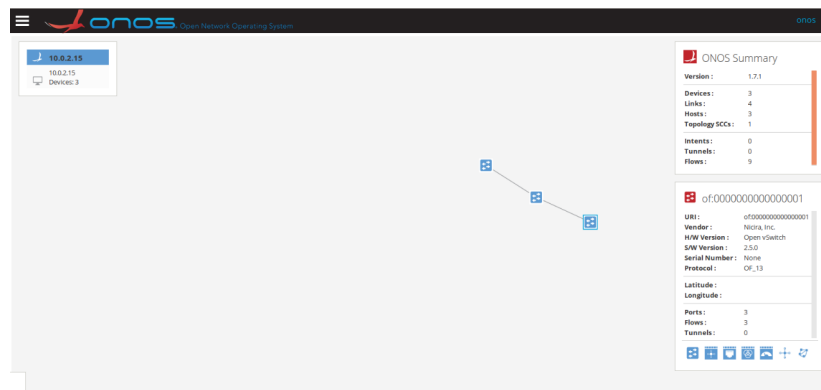 onos. Open Network Operating System
onos
10.0.2.15
10.0.2.15
Devices: 3
ONOS Summary
Version : 1.7.1
Devices : 3
Links : 4
Hosts : 3
Topology SCCs : 1
Intents : 0
Tunnels : 0
Flows : 9
of:0000000000000001
URI : of:0000000000000001
Vendor : Nicira, Inc.
H/W Version : Open vSwitch
S/W Version : 2.5.0
Serial Number : None
Protocol : OF_13
Latitude :
Longitude :
Ports : 3
Flows : 3
Tunnels : 0